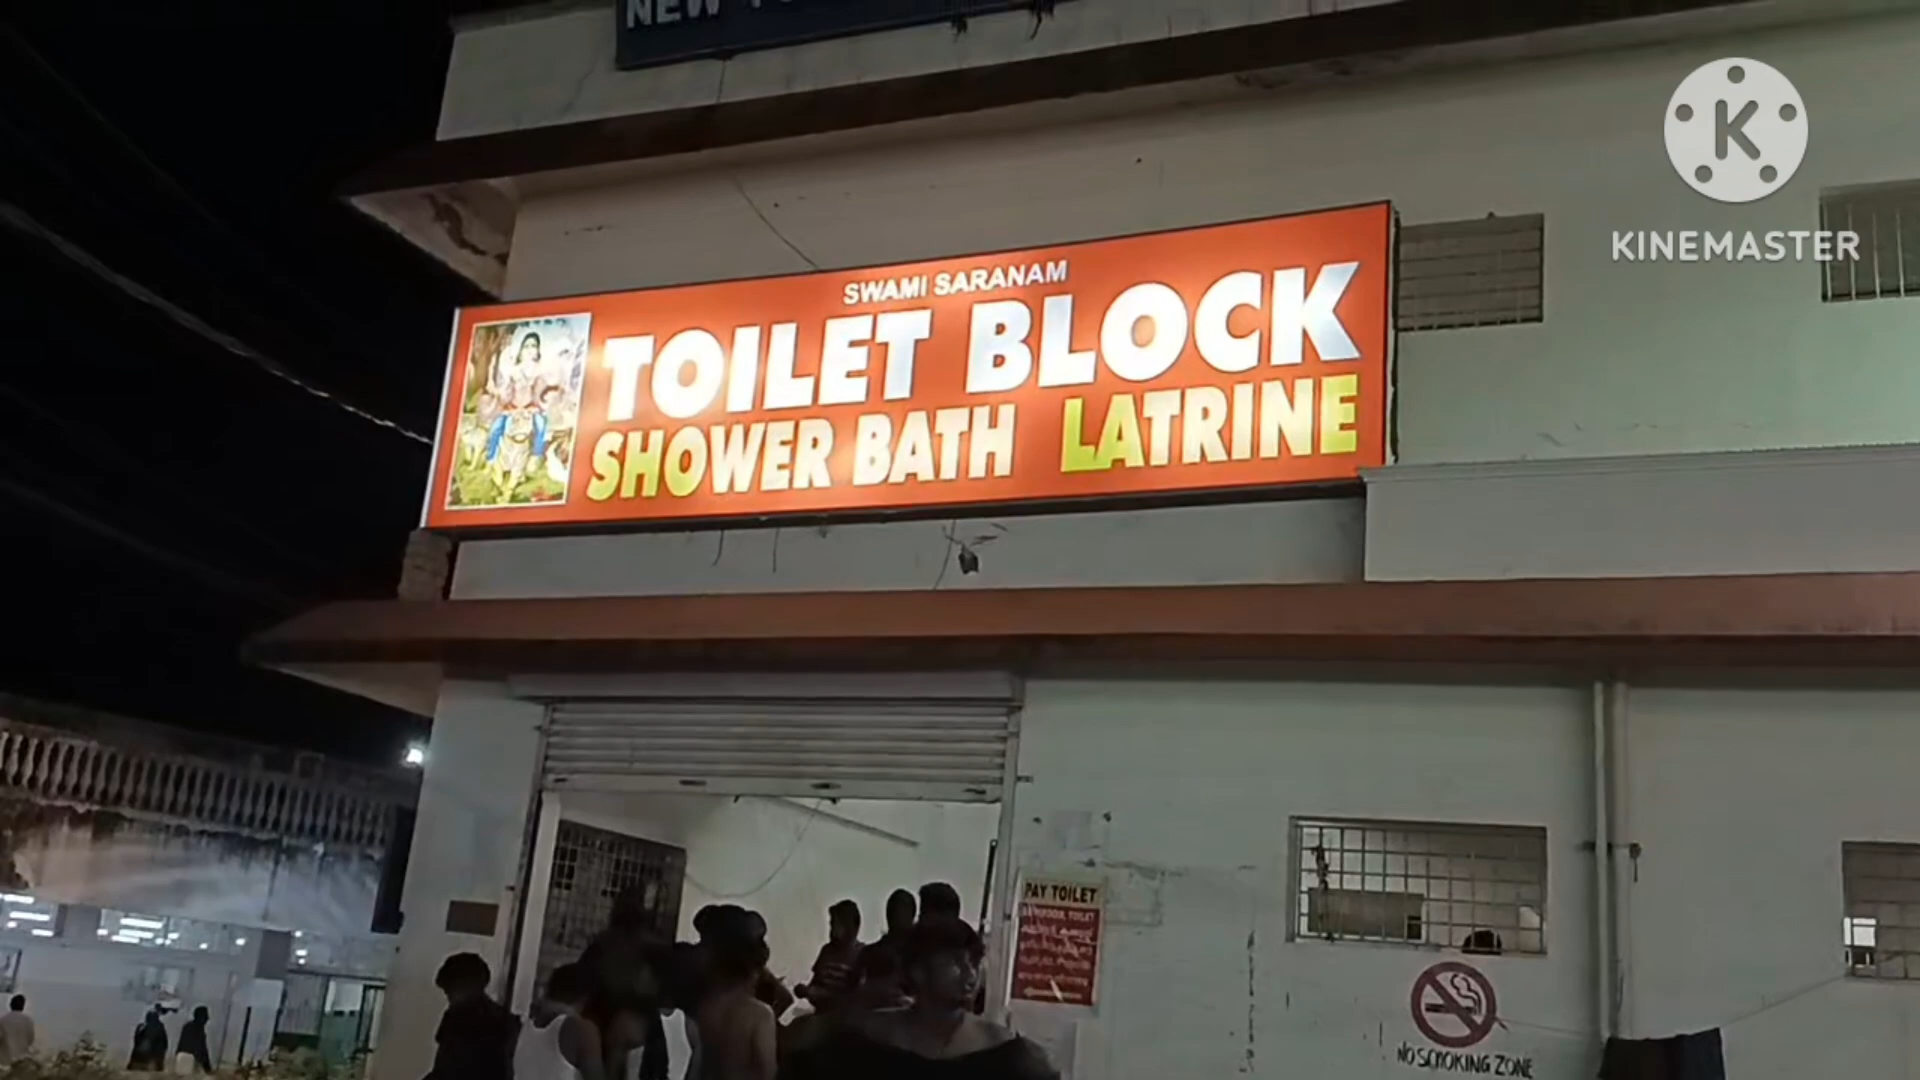 NEW
K
KINEMASTER
SWAMI SARANAM
TOILET BLOCK
SHOWER BATH LATRINE
PAY TOILET
NO SMOKING ZONE